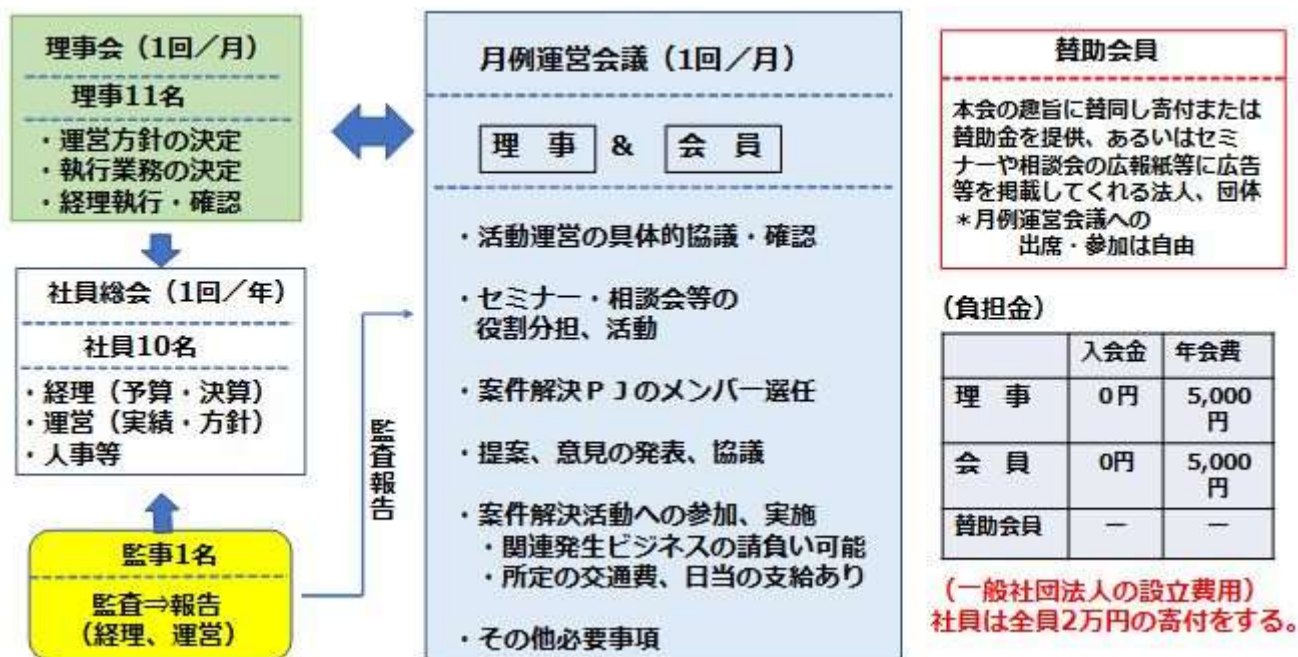 理事会（1回／月）
理事11名
・運営方針の決定
・執行業務の決定
・経理執行・確認
社員総会（1回／年）
社員10名
・経理（予算・決算）
・運営（実績・方針）
・人事等
監事1名
監査⇒報告
（経理、運営）
監査報告
月例運営会議（1回／月）
理　事 & 会　員
・活動運営の具体的協議・確認
・セミナー・相談会等の
役割分担、活動
・案件解決ＰＪのメンバー選任
・提案、意見の発表、協議
・案件解決活動への参加、実施
・関連発生ビジネスの請負い可能
・所定の交通費、日当の支給あり
・その他必要事項
賛助会員
本会の趣旨に賛同し寄付または
賛助金を提供、あるいはセミ
ナーや相談会の広報紙等に広告
等を掲載してくれる法人、団体
＊月例運営会議への
出席・参加は自由
（負担金）
入会金 年会費
理　事 0円 5,000
円
会　員 0円 5,000
円
賛助会員 ー ー
（一般社団法人の設立費用）
社員は全員2万円の寄付をする。